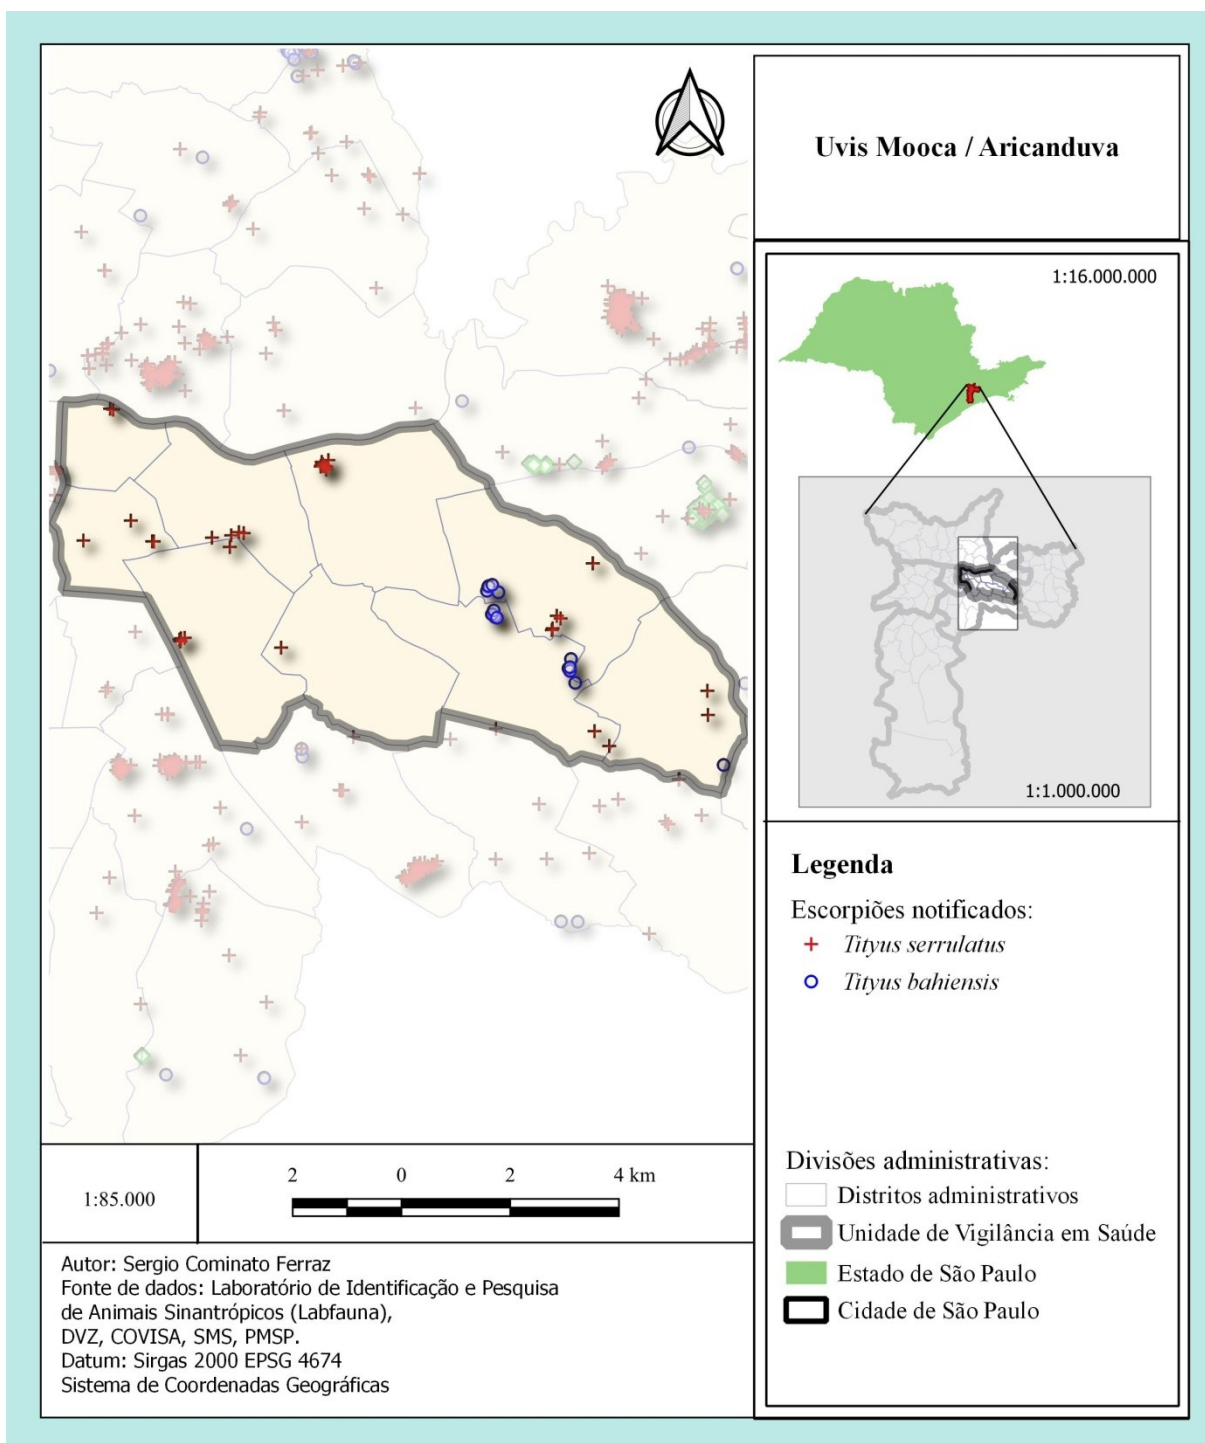 Uvis Mooca / Aricanduva
1:16.000.000
1:1.000.000
Legenda
Escorpiões notificados:
Tityus serrulatus
Tityus bahiensis
Divisões administrativas:
Distritos administrativos
Unidade de Vigilância em Saúde
Estado de São Paulo
Cidade de São Paulo
1:85.000
2 0 2 4 km
Autor: Sergio Cominato Ferraz
Fonte de dados: Laboratório de Identificação e Pesquisa
de Animais Sinantrópicos (Labfauna),
DVZ, COVISA, SMS, PMSP.
Datum: Sirgas 2000 EPSG 4674
Sistema de Coordenadas Geográficas